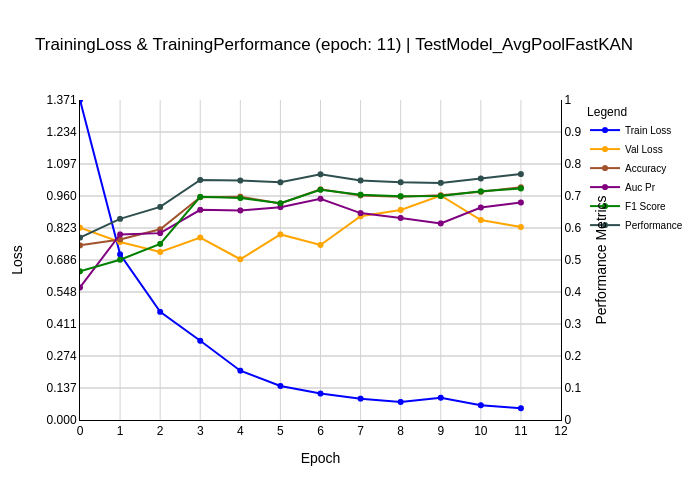 TrainingLoss & TrainingPerformance (epoch: 11) | TestModel_AvgPoolFastKAN
1.371
1.234
1.097
0.960
0.823
0.686
0.548
0.411
0.274
0.137
0.000
Loss
0 1 2 3 4 5 6 7 8 9 10 11 12
Epoch
1
0.9
0.8
0.7
0.6
0.5
0.4
0.3
0.2
0.1
0
Performance Metrics
Legend
Train Loss
Val Loss
Accuracy
Auc Pr
F1 Score
Performance